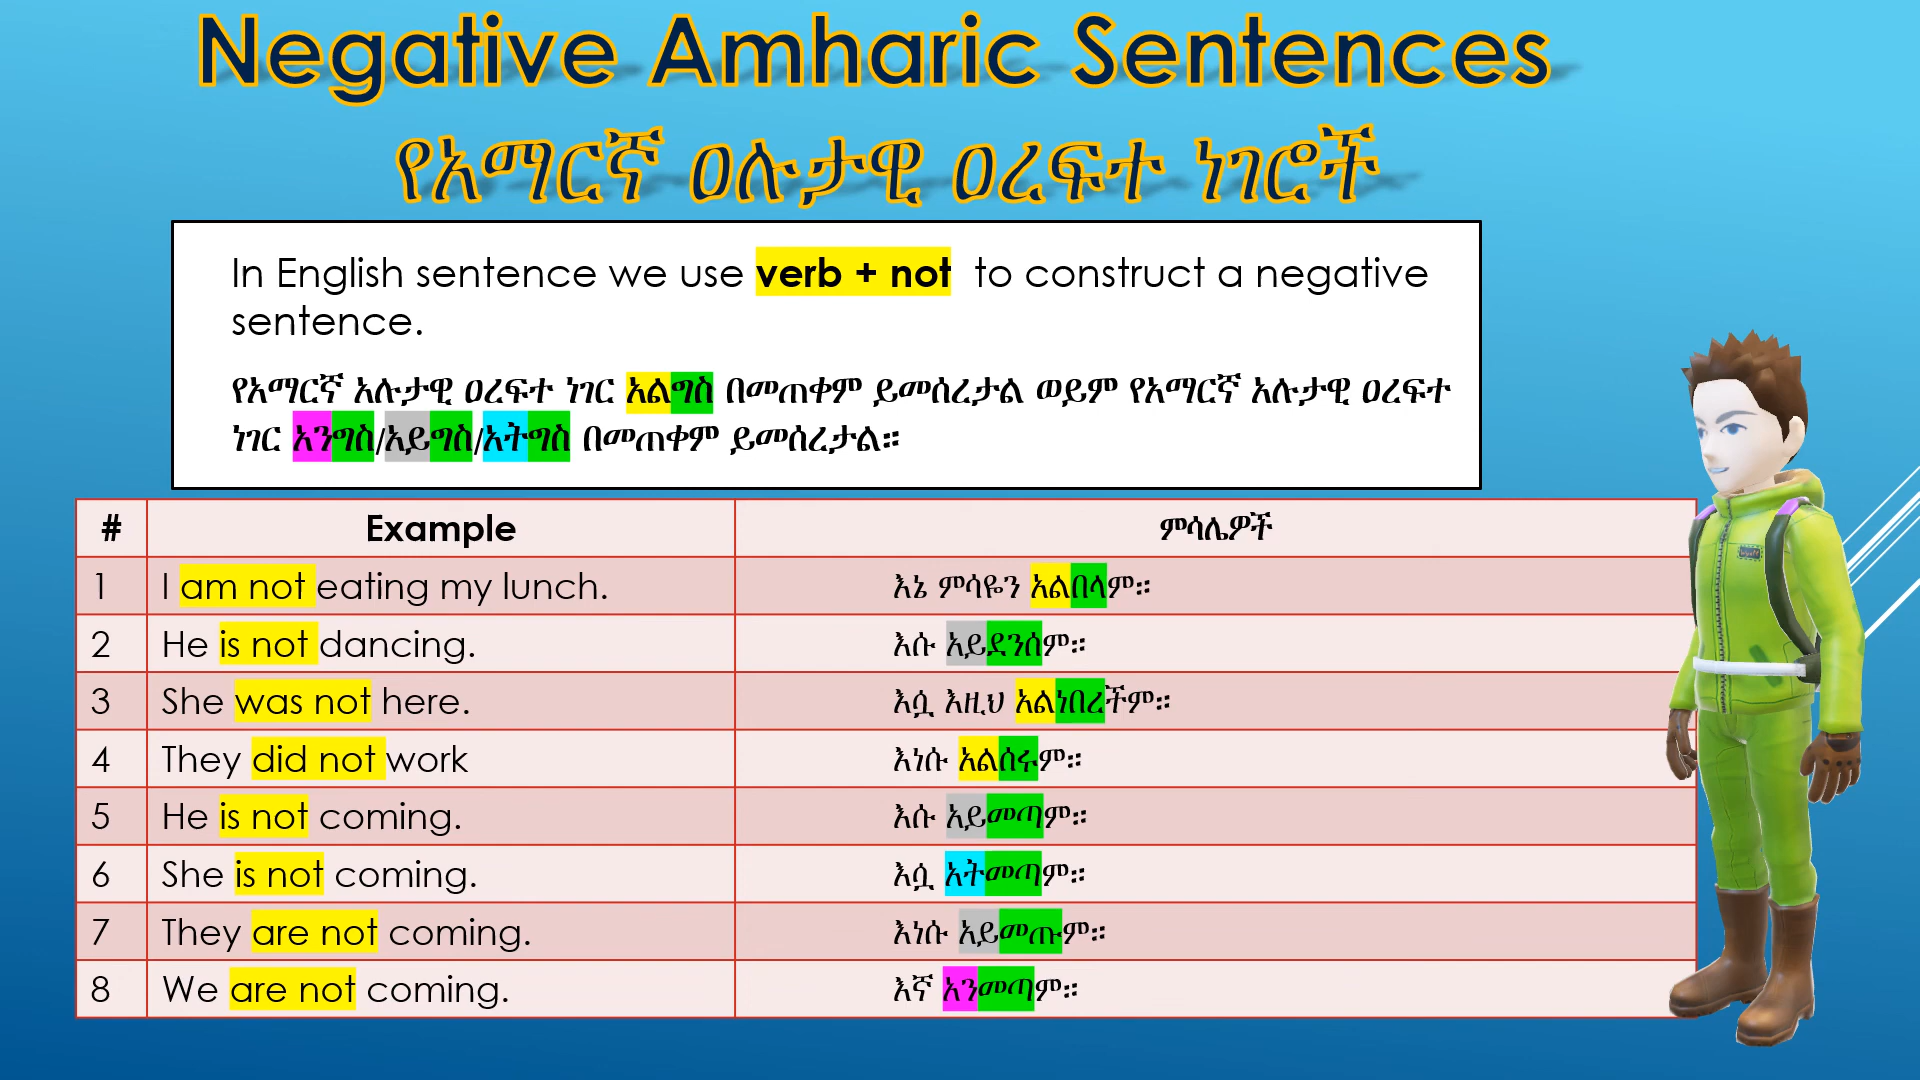 Negative Amharic Sentences
የአማርኛ ዐሉታዊ ዐረፍተ ነገሮች
In English sentence we use verb + not to construct a negative
sentence.
የአማርኛ አሉታዊ ዐረፍተ ነገር አልግስ በመጠቀም ይመሰረታል ወይም የአማርኛ አሉታዊ ዐረፍተ
ነገር አንግስ/አይግስ/አትግስ በመጠቀም ይመሰረታል።
# Example ምሳሌዎች
1 I am not eating my lunch. እኔ ምሳዬን አልበላም።
2 He is not dancing. እሱ አይደንሰም።
3 She was not here. እሷ እዚህ አልነበረችም።
4 They did not work እነሱ አልሰሩም።
5 He is not coming. እሱ አይመጣም።
6 She is not coming. እሷ አትመጣም።
7 They are not coming. እነሱ አይመጡም።
8 We are not coming. እኛ አንመጣም።